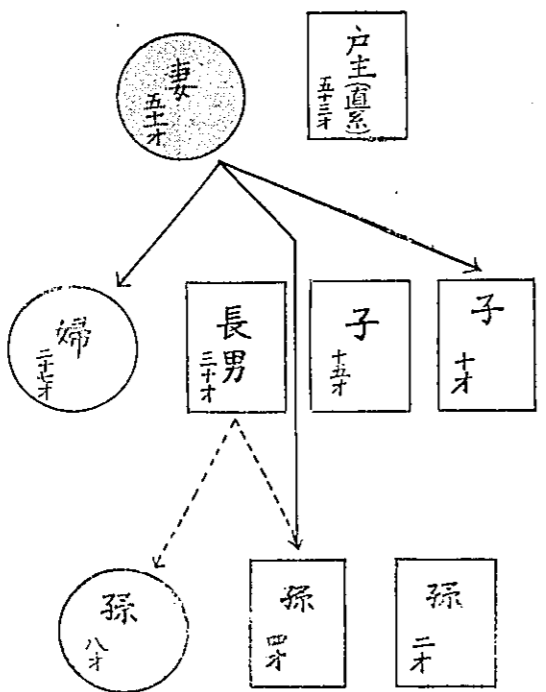 戸主(直系)
五十三才
妻
五十一才
子
十才
子
十五才
長男
三十才
婦
二十七才
孫
二才
孫
四才
孫
八才